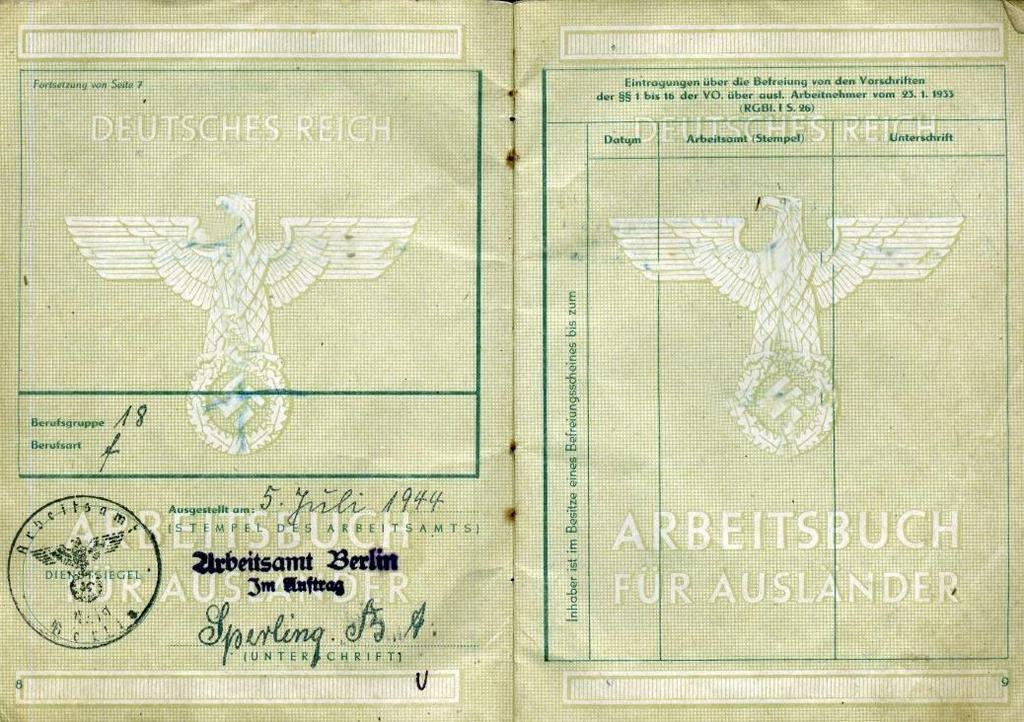 Fortsetzung von Seite 7
DEUTSCHES REICH
Berufsgruppe 18
Berufsart f
Ausgestellt am: 5. Juli 1944
(STEMPEL DES ARBEITSAMTS)
Arbeitsamt Berlin
Im Auftrag
Sperling.
(UNTERSCHRIFT)
Arbeitsamt
DIENSTSIEGEL
Berlin
ARBEITSBUCH
FÜR AUSLÄNDER
8
Eintragungen über die Befreiung von den Vorschriften
der §§ 1 bis 16 der VO. über ausl. Arbeitnehmer vom 23. 1. 1933
(RGBl. I S. 26)
DEUTSCHES REICH
Datum Arbeitsamt (Stempel) Unterschrift
Inhaber ist im Besitze eines Befreiungsscheines bis zum
ARBEITSBUCH
FÜR AUSLÄNDER
9